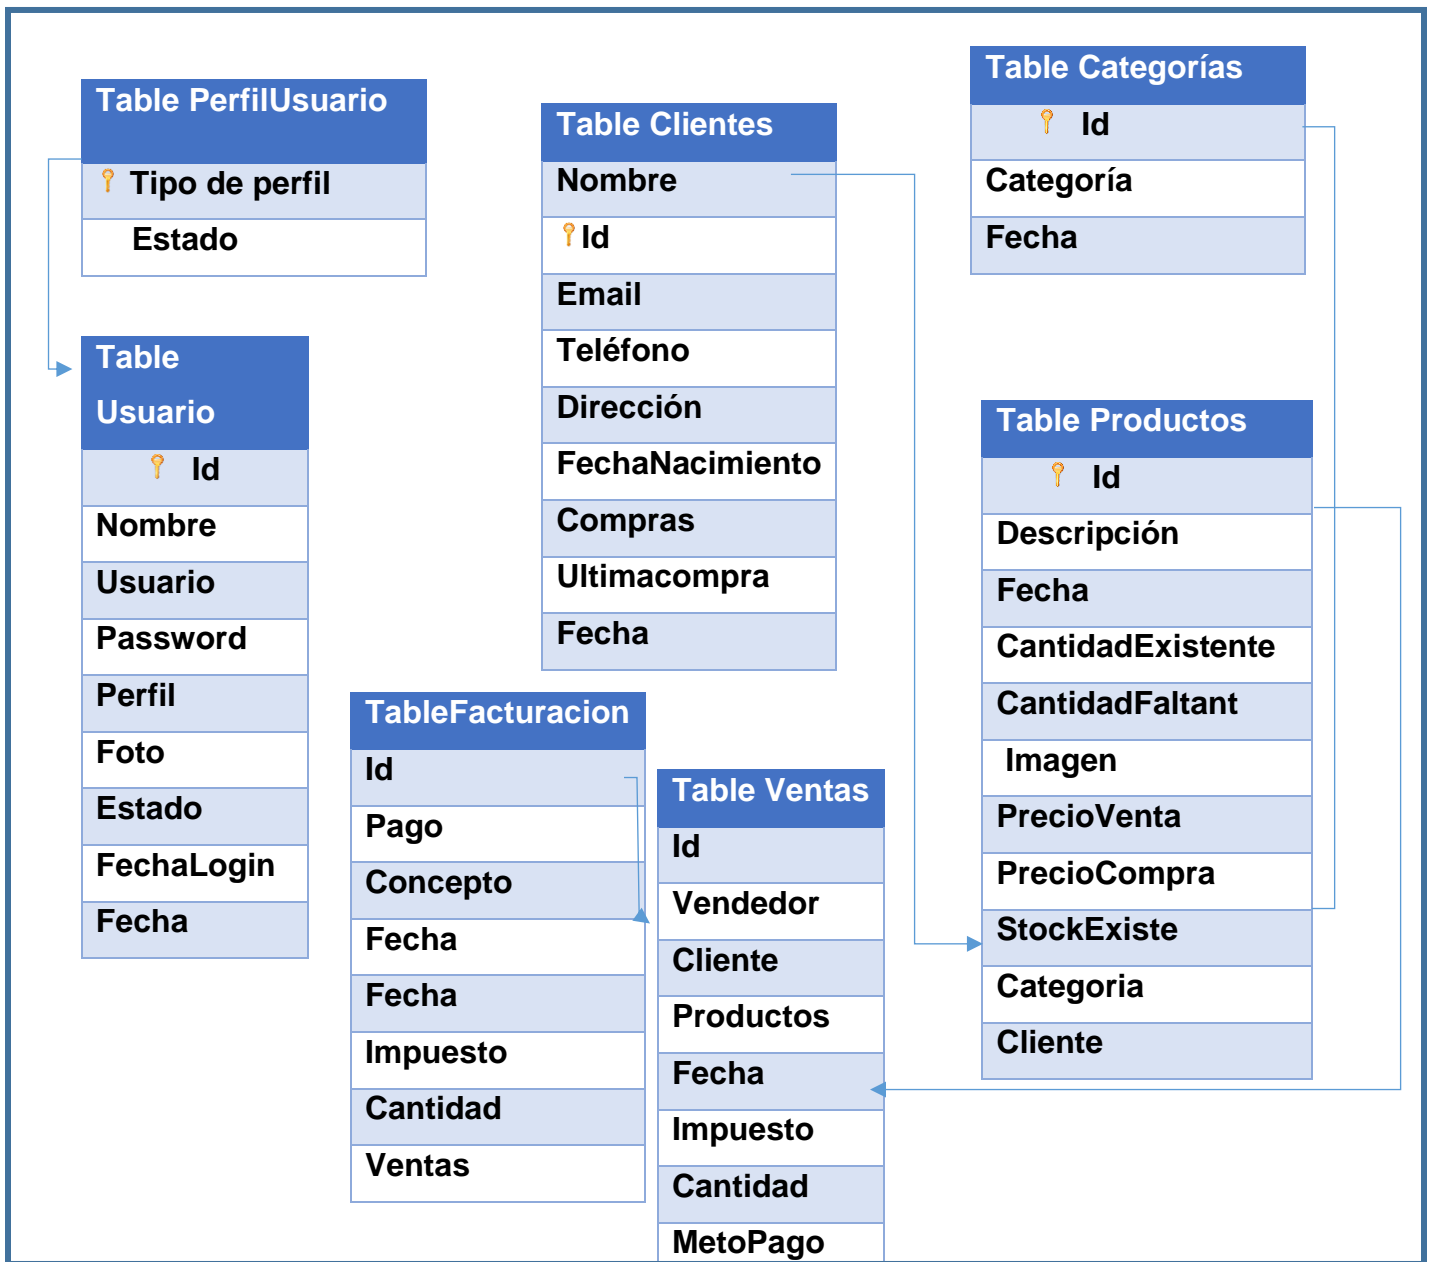 Table PerfilUsuario
Tipo de perfil
Estado
Table
Usuario
Id
Nombre
Usuario
Password
Perfil
Foto
Estado
FechaLogin
Fecha
Table Clientes
Nombre
Id
Email
Teléfono
Dirección
FechaNacimiento
Compras
Ultimacompra
Fecha
TableFacturacion
Id
Pago
Concepto
Fecha
Fecha
Impuesto
Cantidad
Ventas
Table Ventas
Id
Vendedor
Cliente
Productos
Fecha
Impuesto
Cantidad
MetoPago
Table Categorías
Id
Categoría
Fecha
Table Productos
Id
Descripción
Fecha
CantidadExistente
CantidadFaltant
Imagen
PrecioVenta
PrecioCompra
StockExiste
Categoria
Cliente